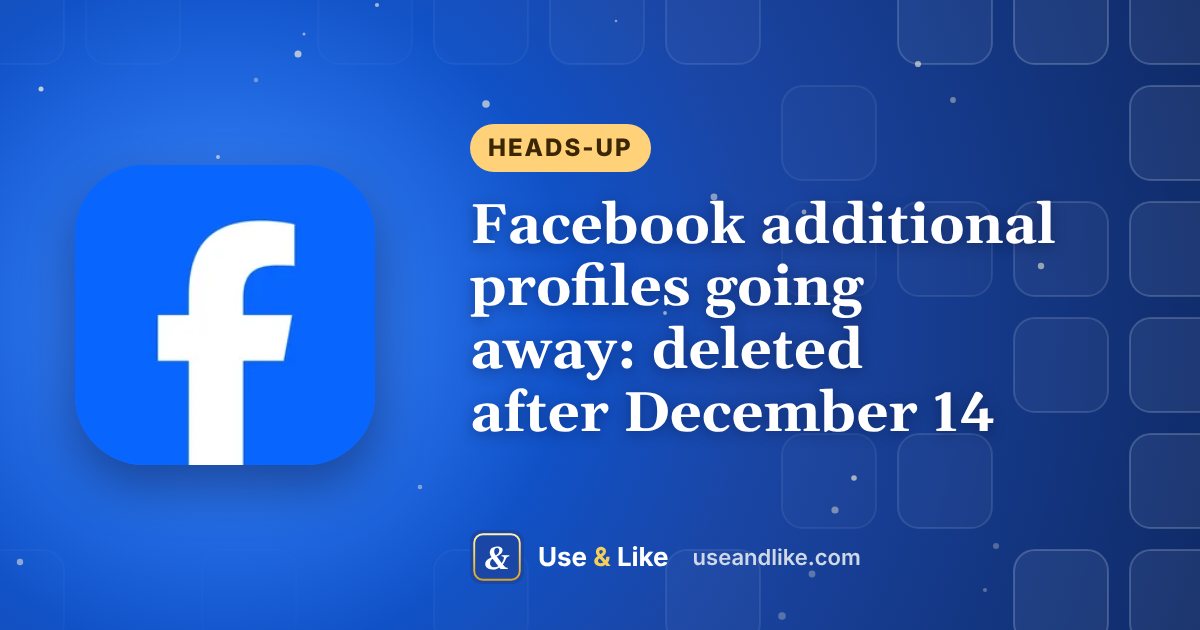 HEADS-UP
Facebook additional
profiles going
away: deleted
after December 14
& Use & Like useandlike.com